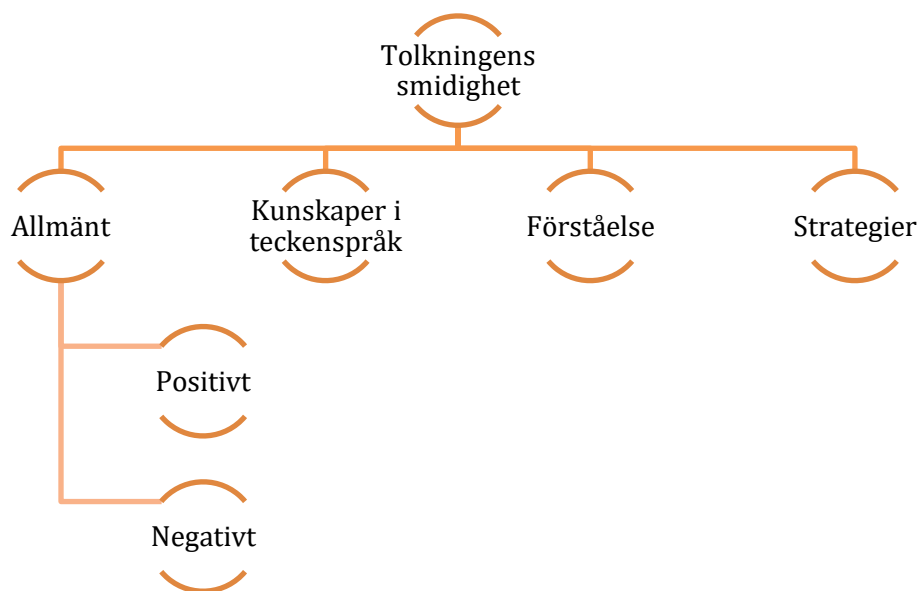 Tolkningens
smidighet
Allmänt
Kunskaper i
teckenspråk
Förståelse
Strategier
Positivt
Negativt